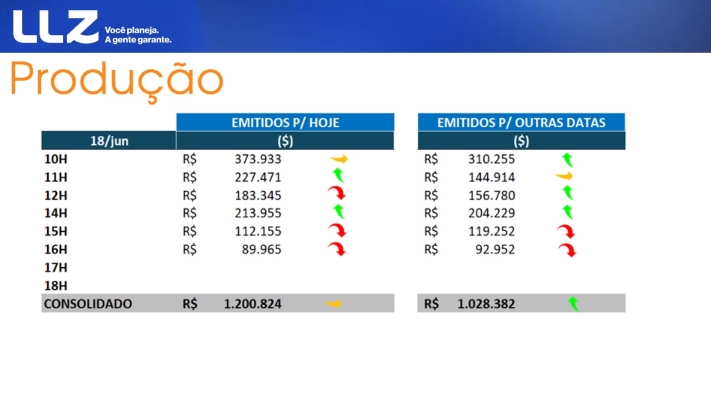 LLZ
Você planeja.
A gente garante.
Produção
EMITIDOS P/ HOJE EMITIDOS P/ OUTRAS DATAS
18/jun ($) ($)
10H R$ 373.933 R$ 310.255
11H R$ 227.471 R$ 144.914
12H R$ 183.345 R$ 156.780
14H R$ 213.955 R$ 204.229
15H R$ 112.155 R$ 119.252
16H R$ 89.965 R$ 92.952
17H
18H
CONSOLIDADO R$ 1.200.824 R$ 1.028.382